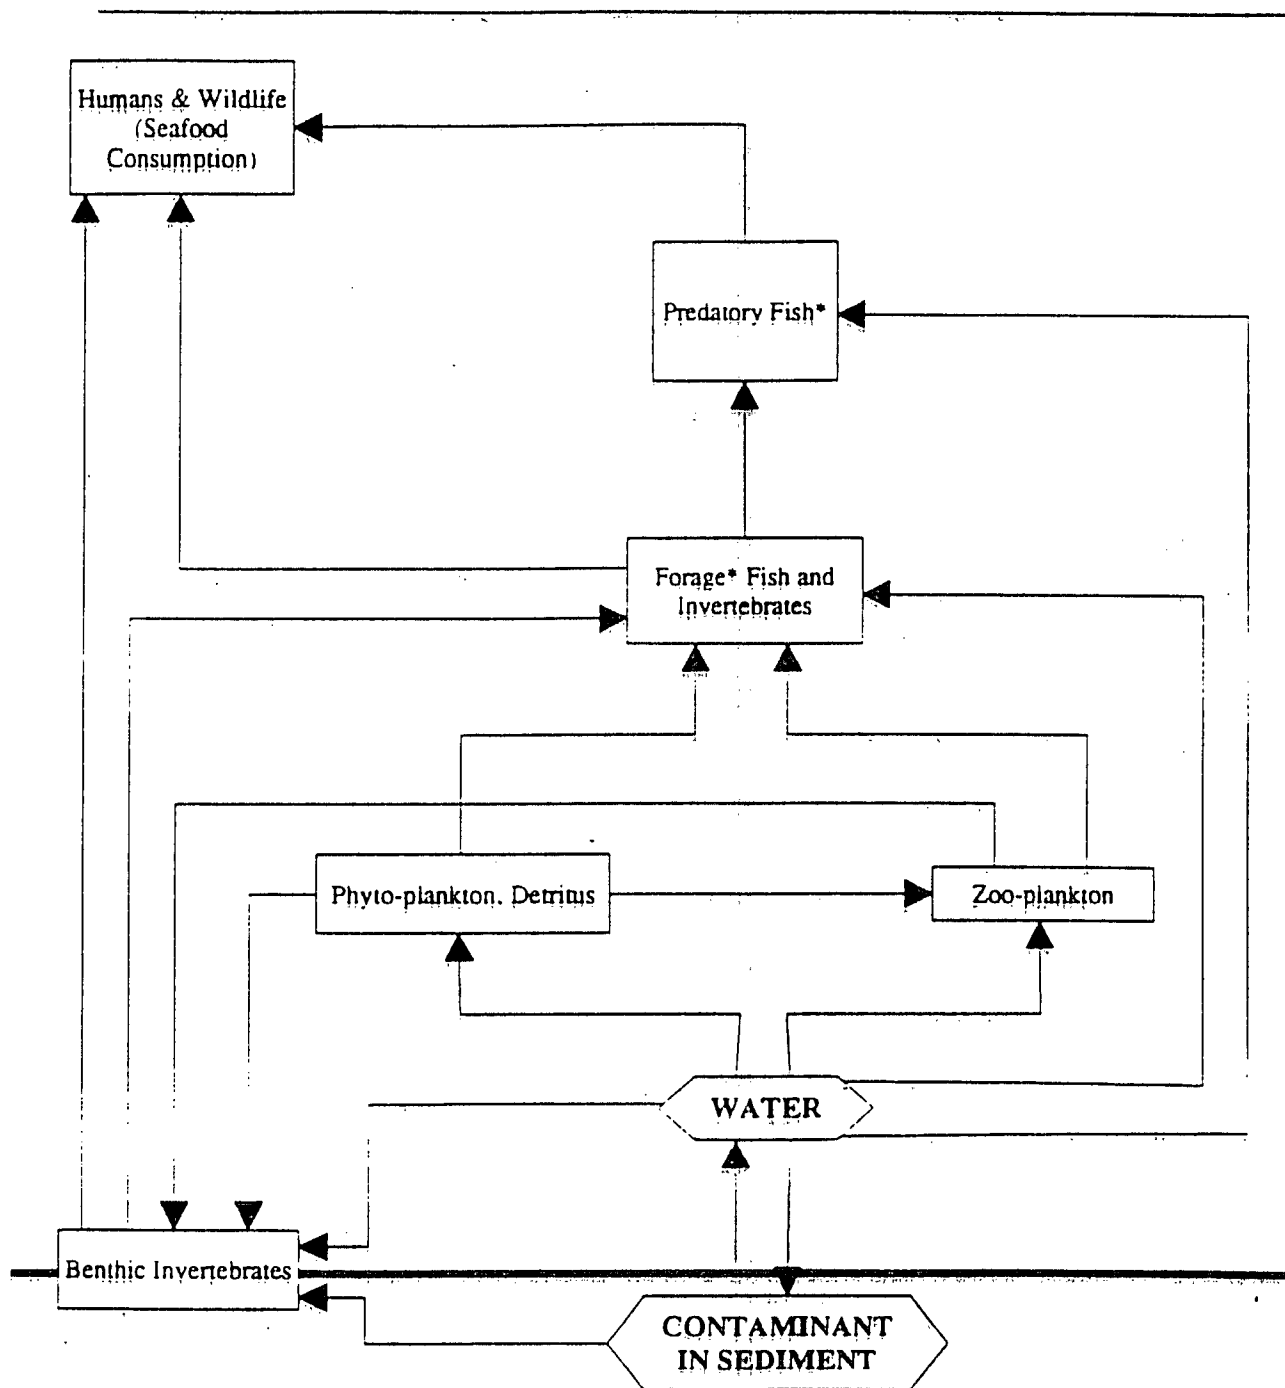 Humans & Wildlife
(Seafood
Consumption)
Predatory Fish*
Forage* Fish and
Invertebrates
Phyto-plankton, Detritus
Zoo-plankton
WATER
Benthic Invertebrates
CONTAMINANT
IN SEDIMENT